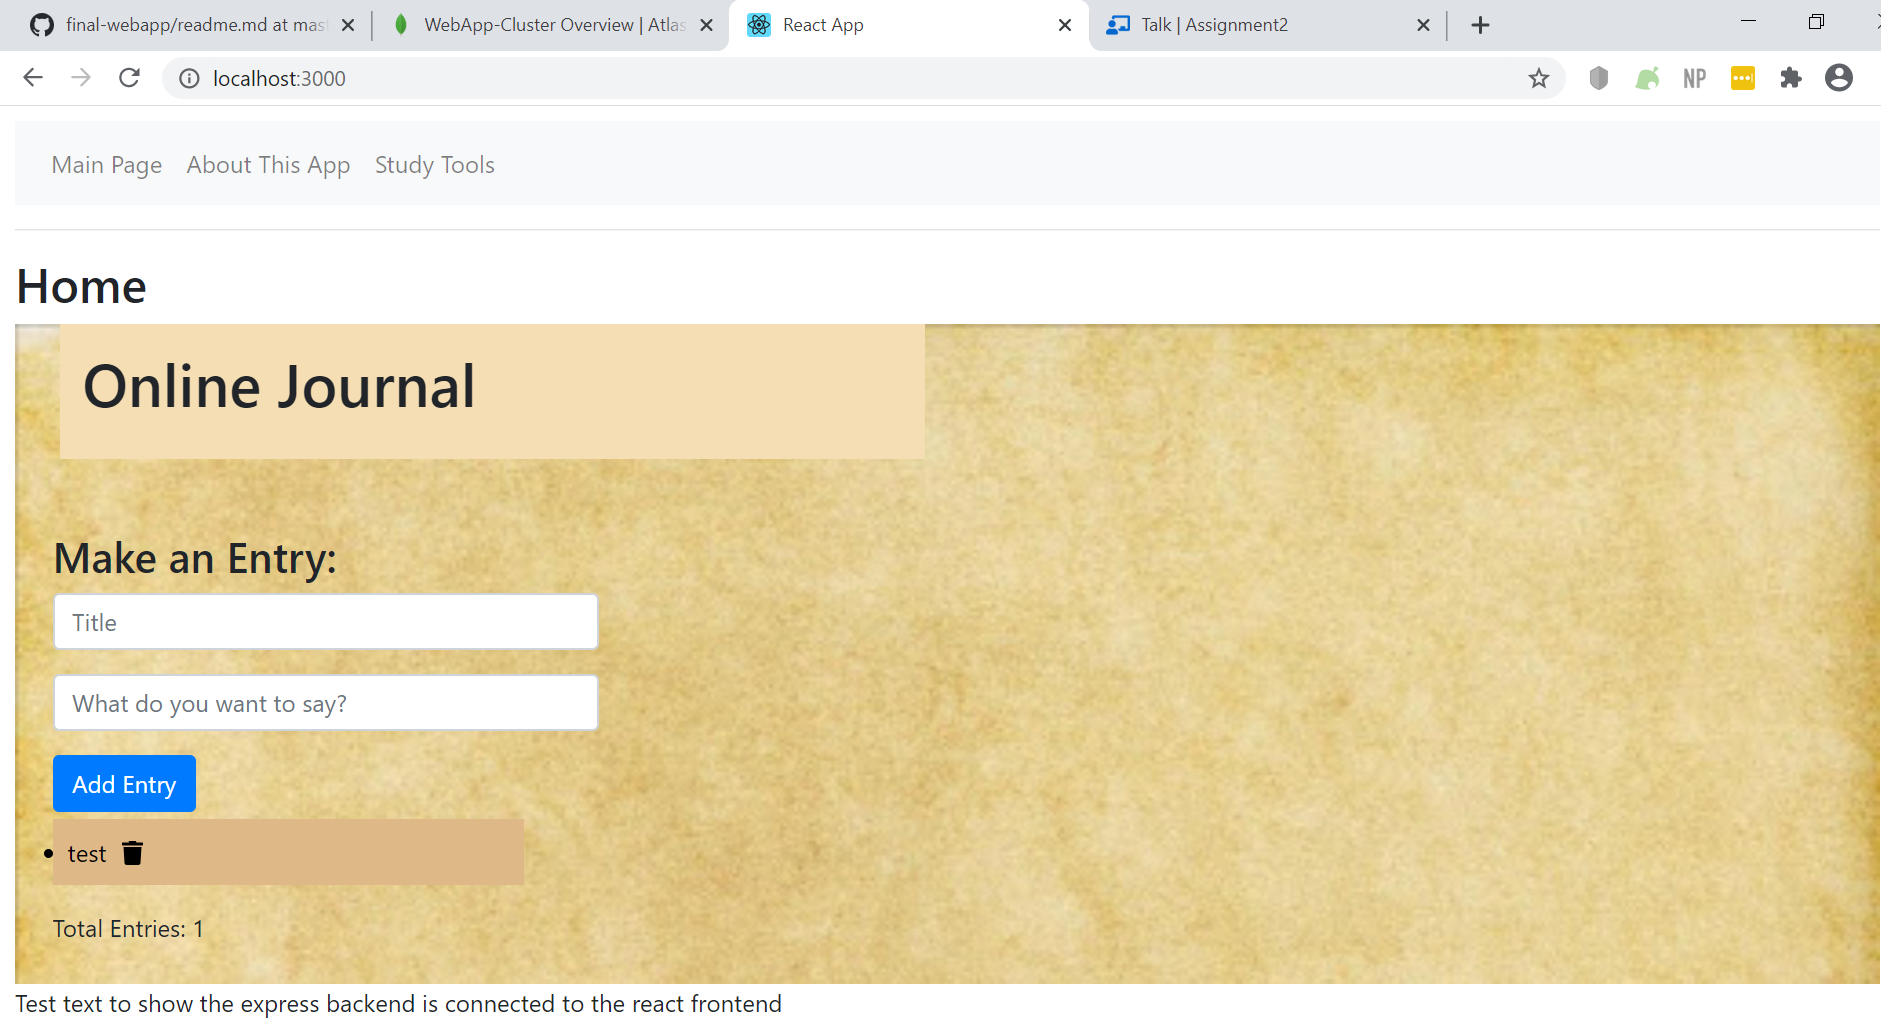 final-webapp/readme.md at mast
WebApp-Cluster Overview | Atlas
React App
Talk | Assignment2
localhost:3000
NP
Main Page About This App Study Tools
Home
Online Journal
Make an Entry:
Title
What do you want to say?
Add Entry
test
Total Entries: 1
Test text to show the express backend is connected to the react frontend